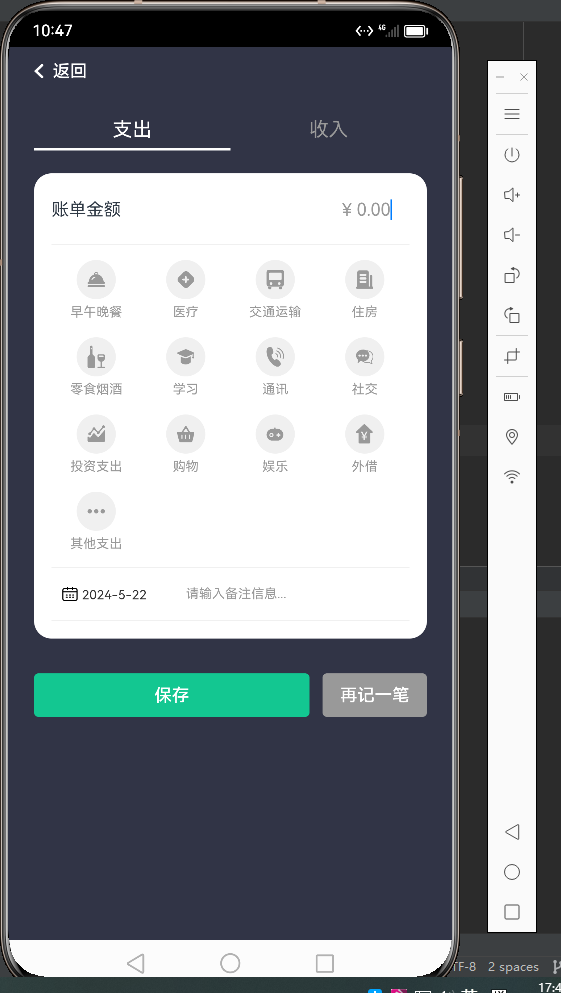 10:47
4G
返回
支出 收入
账单金额 ¥ 0.00
早午晚餐 医疗 交通运输 住房
零食烟酒 学习 通讯 社交
¥
投资支出 购物 娱乐 外借
其他支出
2024-5-22 请输入备注信息...
保存 再记一笔
TF-8 2 spaces